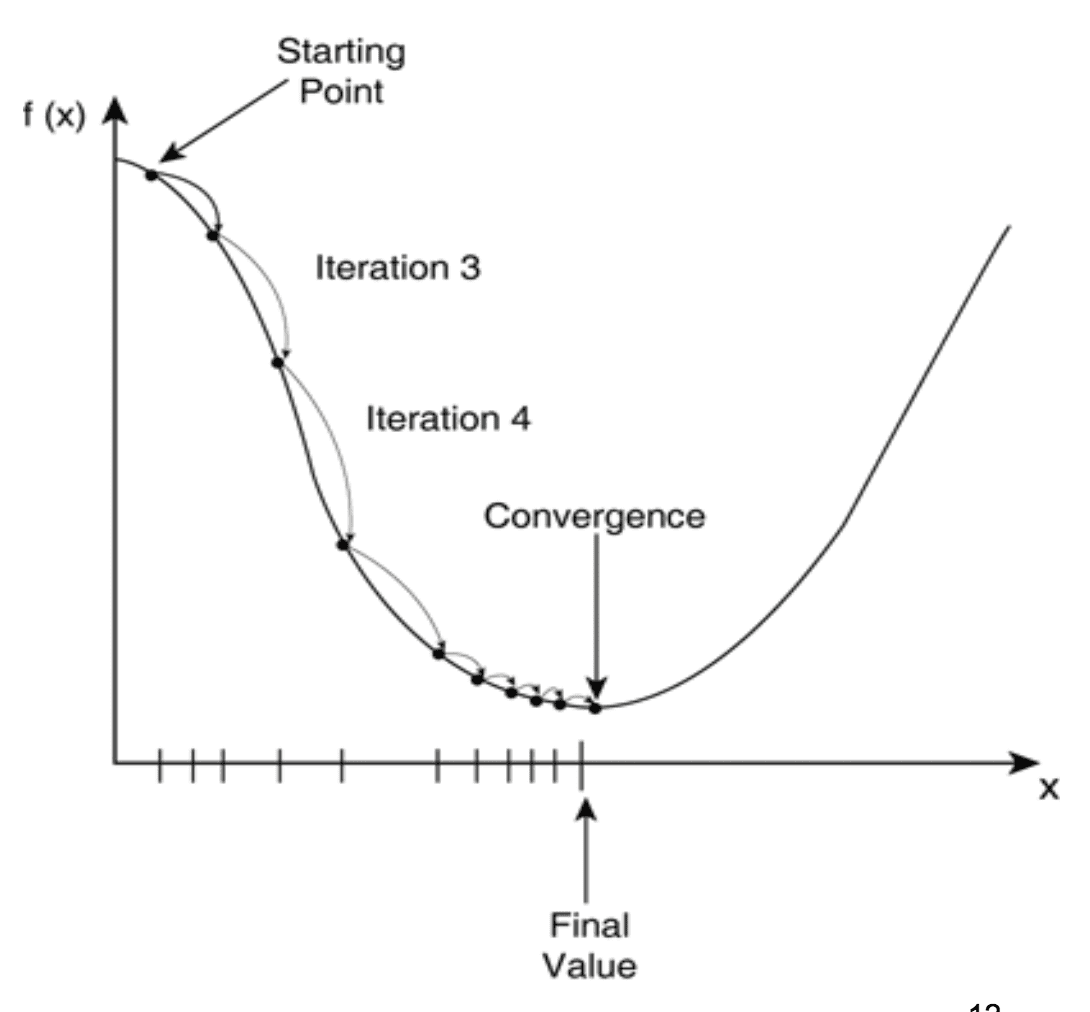 Starting
Point
f (x)
Iteration 3
Iteration 4
Convergence
x
Final
Value